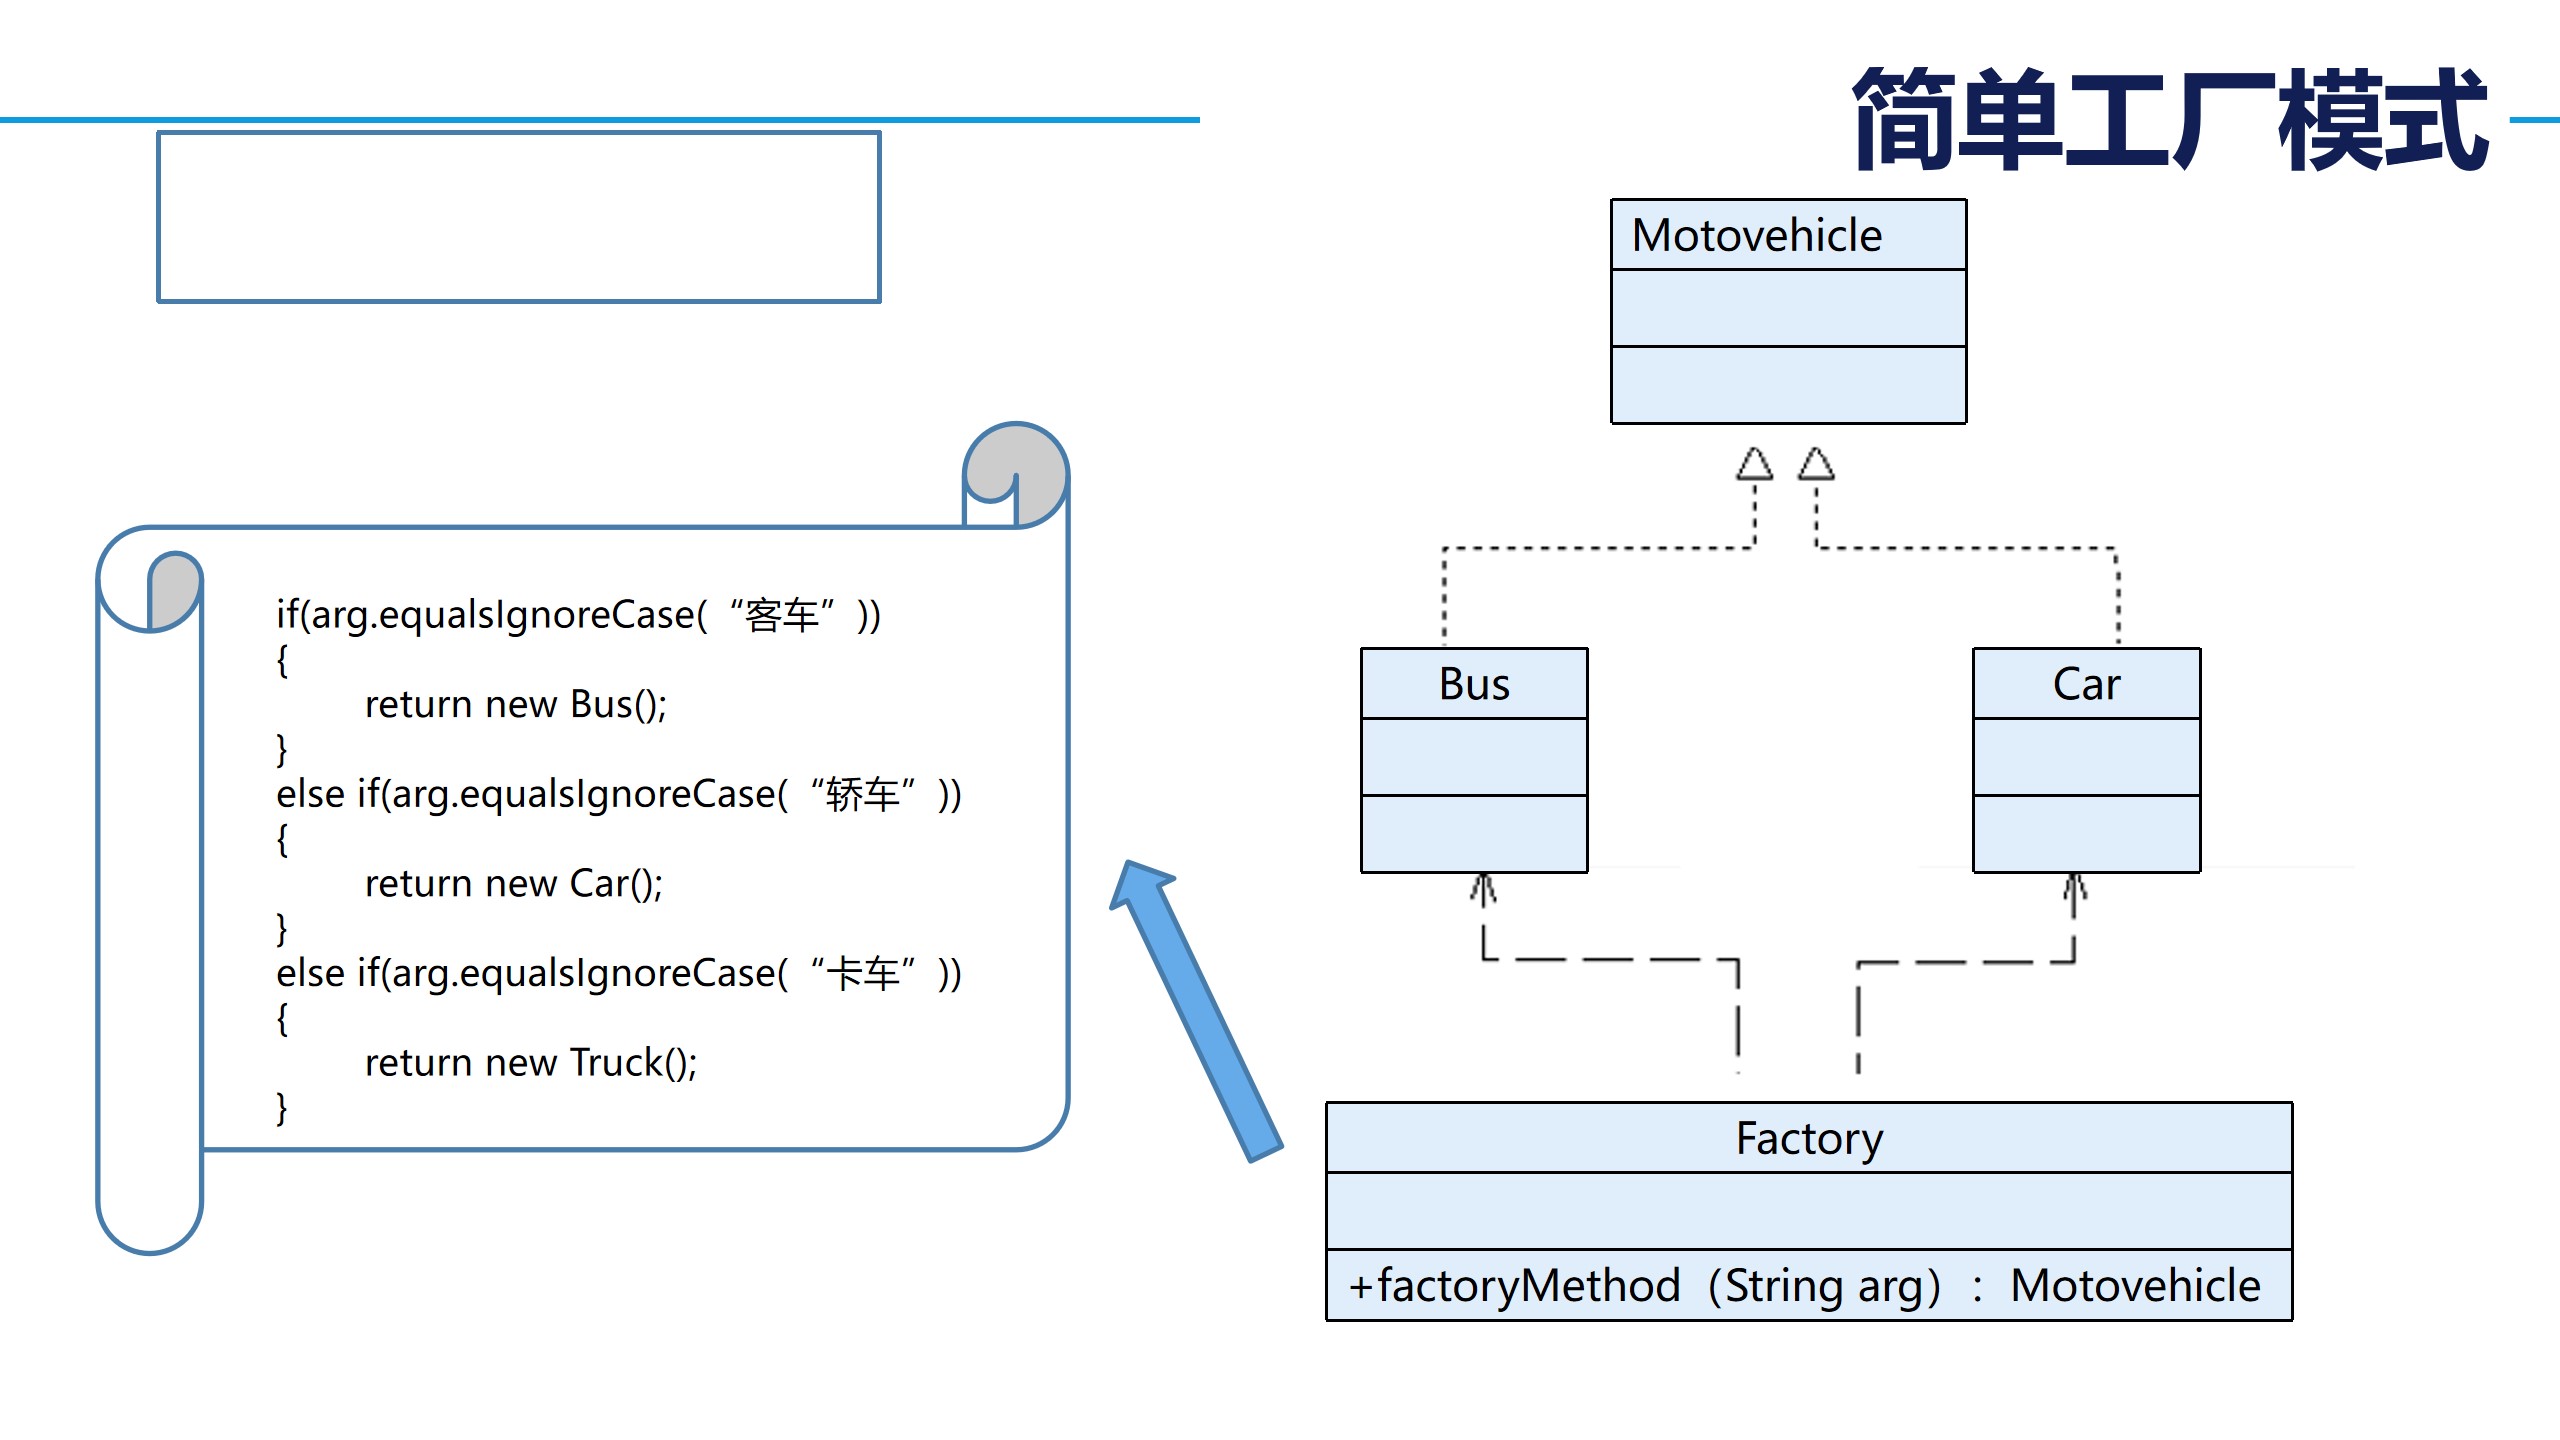 简单工厂模式
if(arg.equalsIgnoreCase(“客车”))
{
return new Bus();
}
else if(arg.equalsIgnoreCase(“轿车”))
{
return new Car();
}
else if(arg.equalsIgnoreCase(“卡车”))
{
return new Truck();
}
Motovehicle
Bus
Car
Factory
+factoryMethod（String arg）：Motovehicle